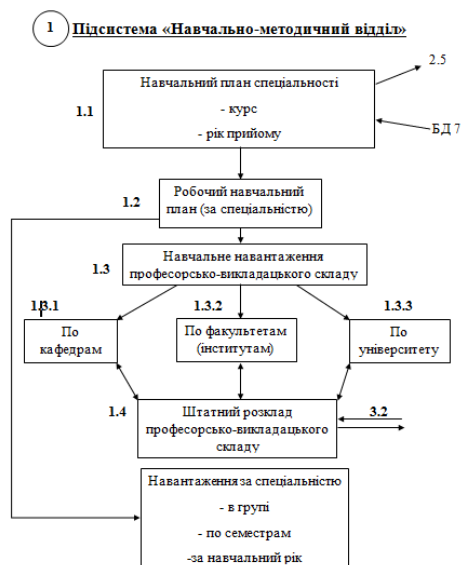 1 Підсистема «Навчально-методичний відділ»
2.5
Навчальний план спеціальності
- курс
1.1
- рік прийому
БД 7
1.2
Робочий навчальний
план (за спеціальністю)
1.3
Навчальне навантаження
професорсько-викладацького складу
1.3.1
1.3.2
1.3.3
По
кафедрам
По факультетам
(інститутам)
По
університету
1.4
Штатний розклад
професорсько-викладацького
складу
3.2
Навантаження за спеціальністю
- в групі
- по семестрам
-за навчальний рік